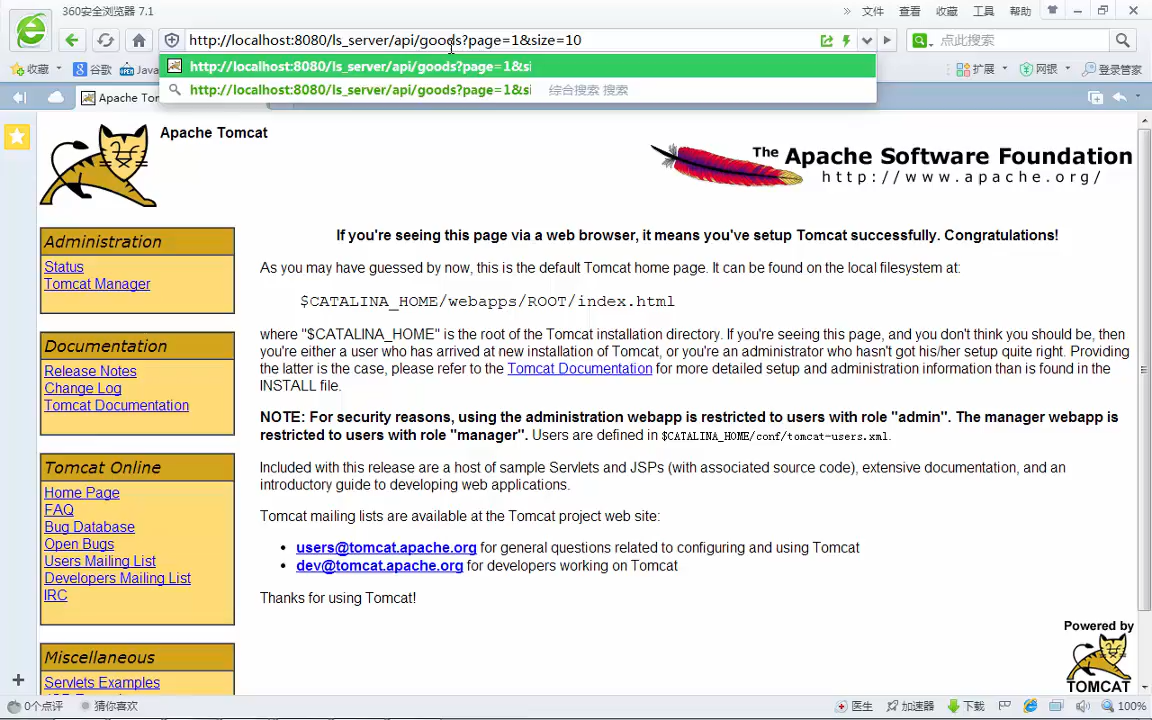 360安全浏览器 7.1
» 文件 查看 收藏 工具 帮助
http://localhost:8080/ls_server/api/goods?page=1&size=10
点此搜索
http://localhost:8080/ls_server/api/goods?page=1&si
http://localhost:8080/ls_server/api/goods?page=1&si 综合搜索 搜索
收藏 谷歌 Java
扩展 网银 登录管家
Apache Tom
Apache Tomcat
The Apache Software Foundation
http://www.apache.org/
Administration
Status
Tomcat Manager
Documentation
Release Notes
Change Log
Tomcat Documentation
Tomcat Online
Home Page
FAQ
Bug Database
Open Bugs
Users Mailing List
Developers Mailing List
IRC
Miscellaneous
Servlets Examples
If you're seeing this page via a web browser, it means you've setup Tomcat successfully. Congratulations!
As you may have guessed by now, this is the default Tomcat home page. It can be found on the local filesystem at:
$CATALINA_HOME/webapps/ROOT/index.html
where "$CATALINA_HOME" is the root of the Tomcat installation directory. If you're seeing this page, and you don't think you should be, then
you're either a user who has arrived at new installation of Tomcat, or you're an administrator who hasn't got his/her setup quite right. Providing
the latter is the case, please refer to the Tomcat Documentation for more detailed setup and administration information than is found in the
INSTALL file.
NOTE: For security reasons, using the administration webapp is restricted to users with role "admin". The manager webapp is
restricted to users with role "manager". Users are defined in $CATALINA_HOME/conf/tomcat-users.xml.
Included with this release are a host of sample Servlets and JSPs (with associated source code), extensive documentation, and an
introductory guide to developing web applications.
Tomcat mailing lists are available at the Tomcat project web site:
• users@tomcat.apache.org for general questions related to configuring and using Tomcat
• dev@tomcat.apache.org for developers working on Tomcat
Thanks for using Tomcat!
Powered by
TOMCAT
0个点评 猜你喜欢
医生 加速器 下载 100%